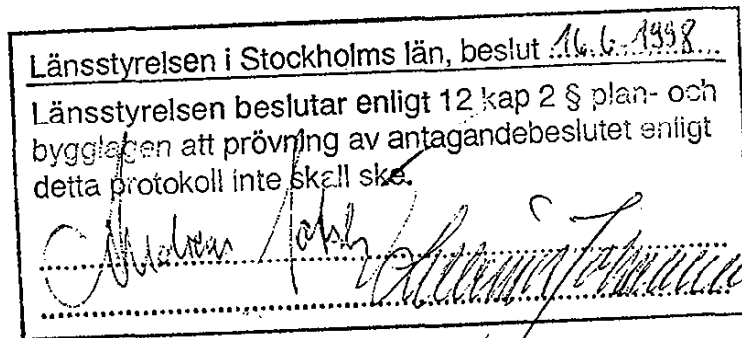 Länsstyrelsen i Stockholms län, beslut 16.6.1998
Länsstyrelsen beslutar enligt 12 kap 2 § plan- och
bygglagen att prövning av antagandebeslutet enligt
detta protokoll inte skall ske.